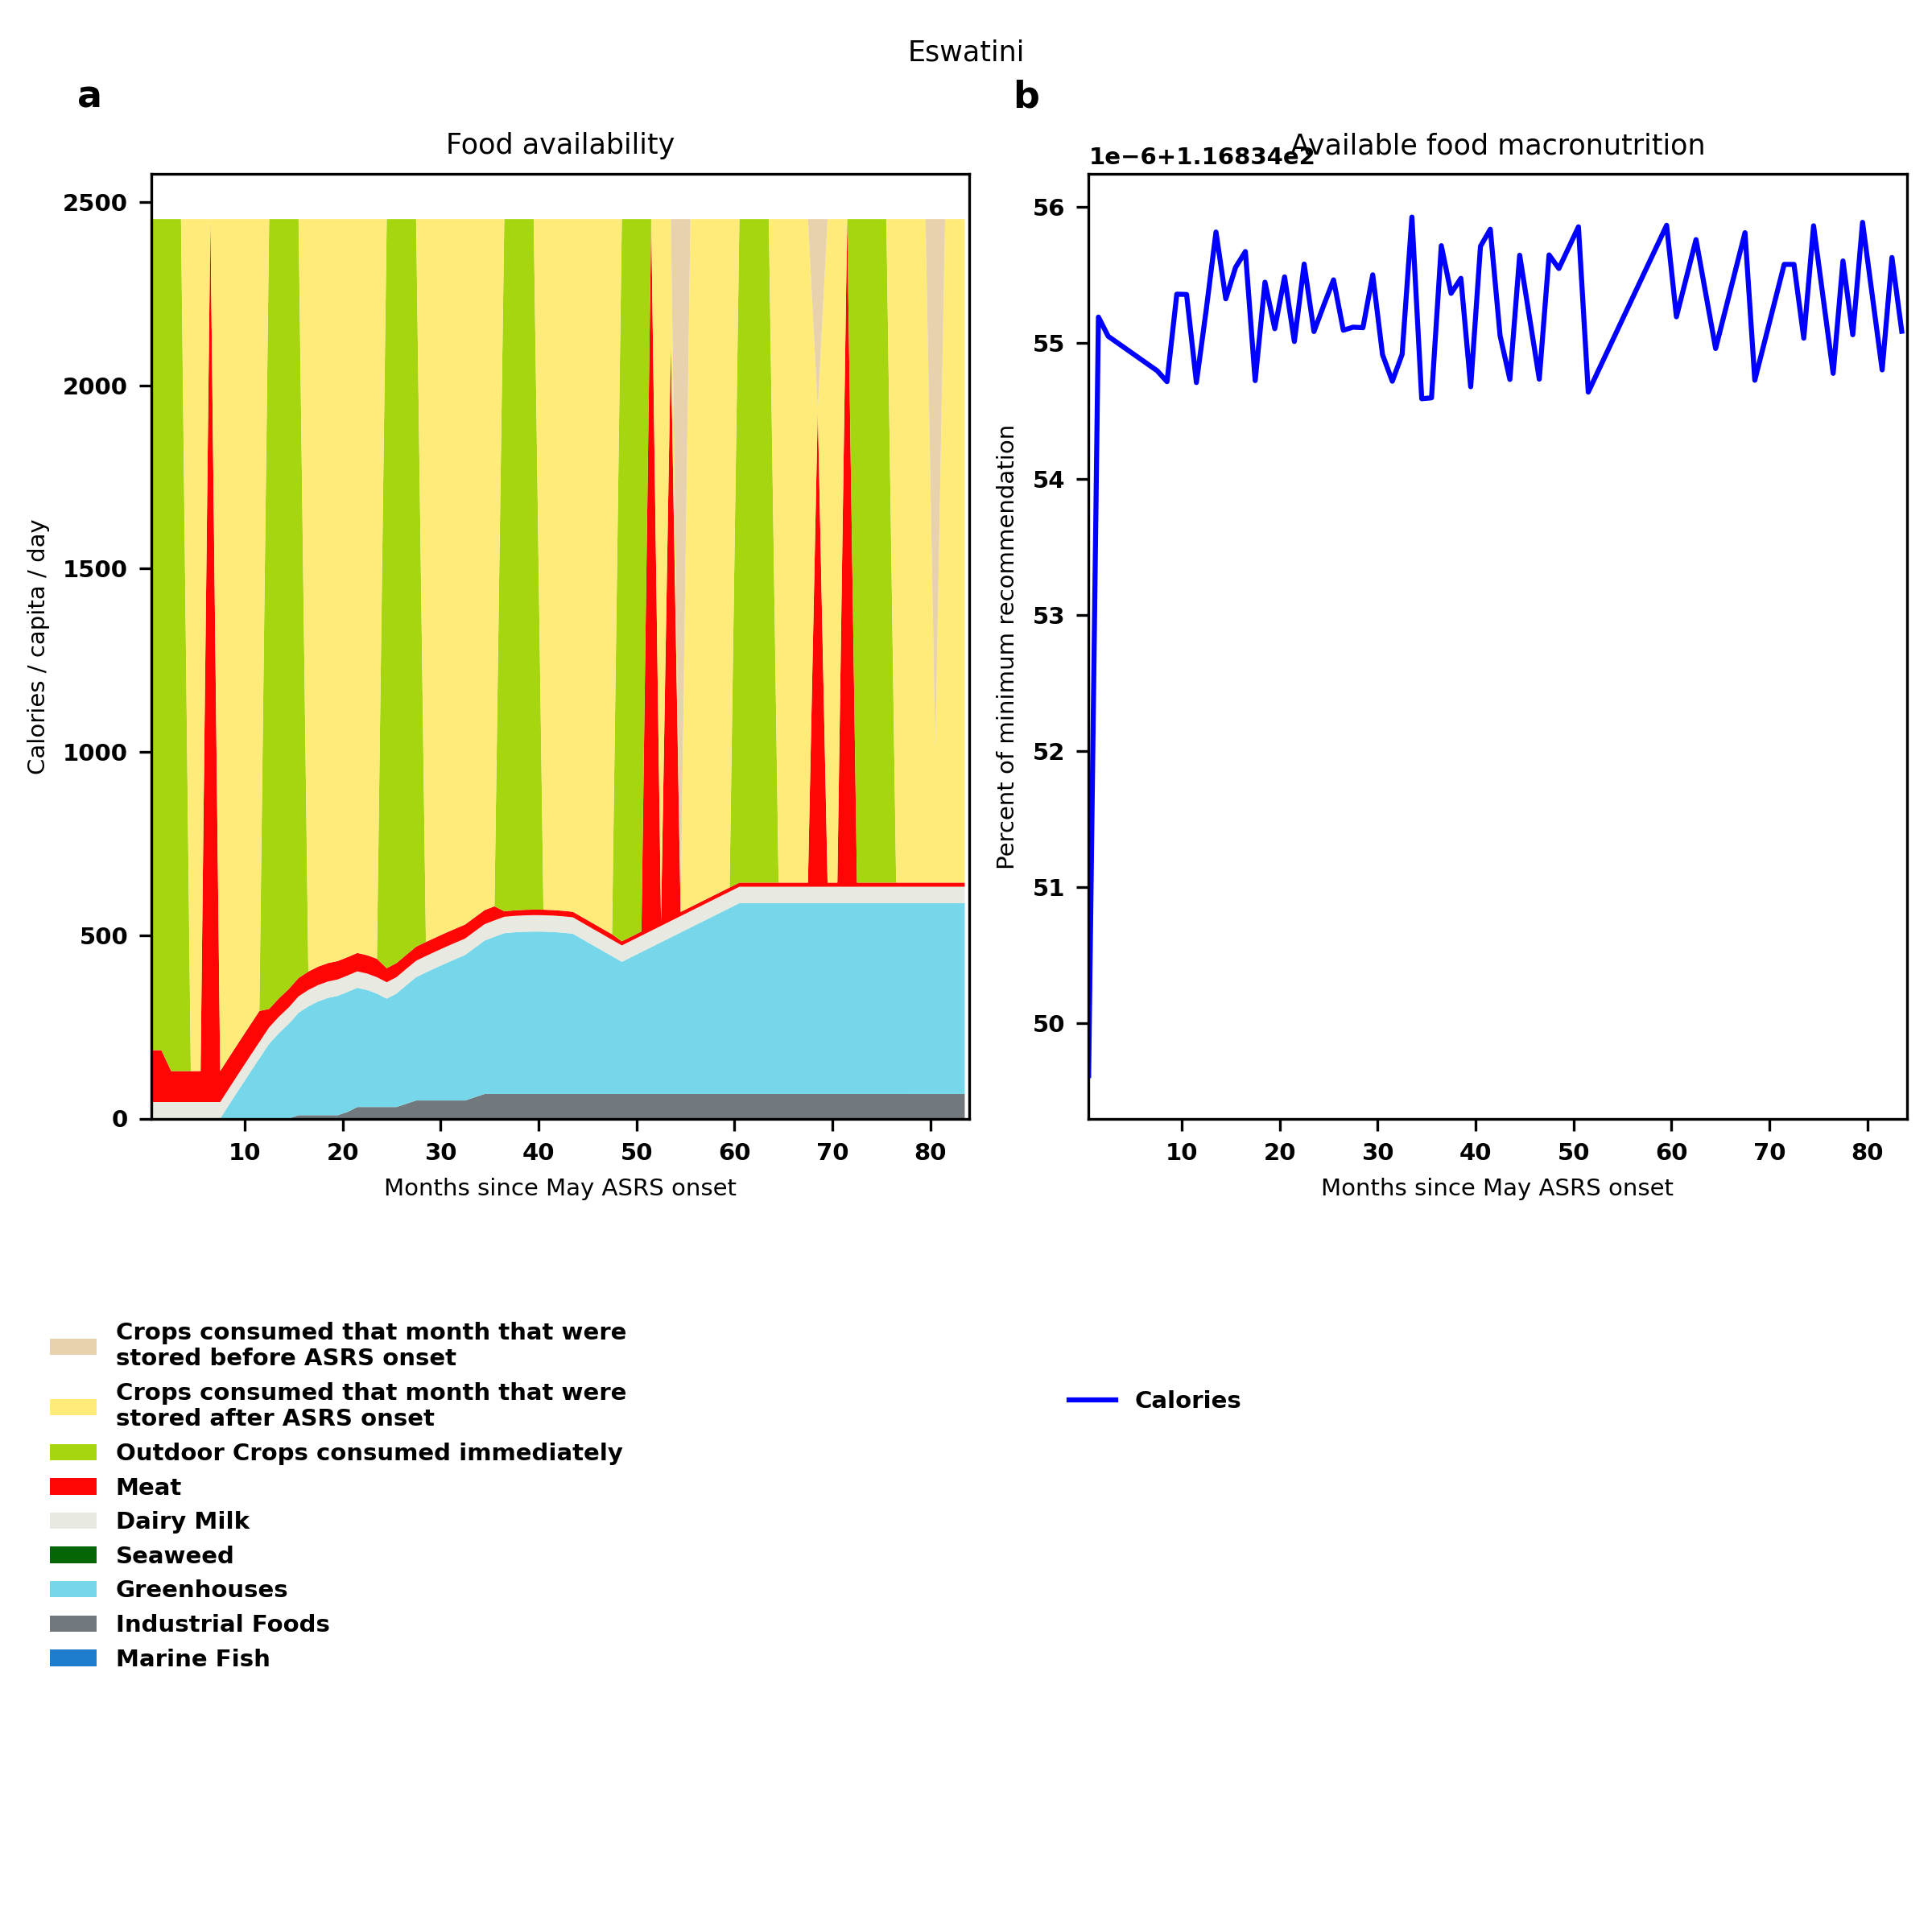 Eswatini
a
Food availability
2500
2000
1500
1000
500
0
Calories / capita / day
10 20 30 40 50 60 70 80
Months since May ASRS onset
b
Available food macronutrition
1e−6+1.16834e2
56
55
54
53
52
51
50
Percent of minimum recommendation
10 20 30 40 50 60 70 80
Months since May ASRS onset
Crops consumed that month that were
stored before ASRS onset
Crops consumed that month that were
stored after ASRS onset
Outdoor Crops consumed immediately
Meat
Dairy Milk
Seaweed
Greenhouses
Industrial Foods
Marine Fish
Calories